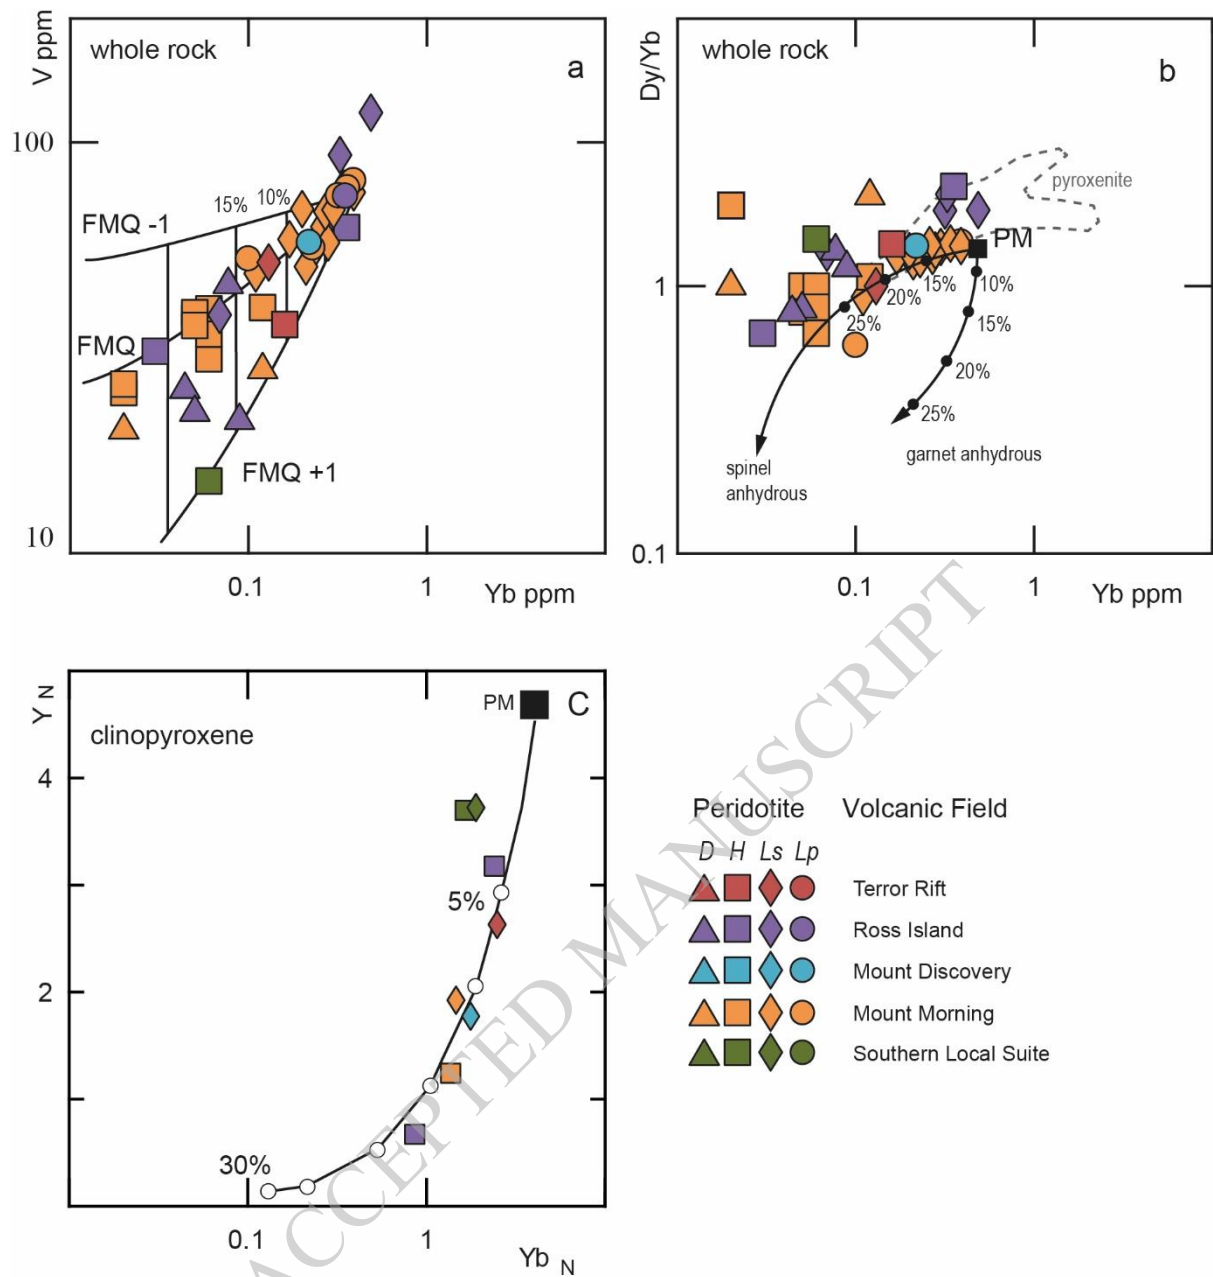 V ppm
whole rock
a
100
15%
10%
FMQ -1
FMQ
FMQ +1
10
0.1
1
Yb ppm
Dy/Yb
whole rock
b
pyroxenite
PM
1
10%
15%
20%
25%
15%
20%
25%
garnet anhydrous
spinel
anhydrous
0.1
0.1
1
Yb ppm
Y N
PM
C
clinopyroxene
4
5%
2
30%
0.1
1
Yb N
Peridotite Volcanic Field
D H Ls Lp
Terror Rift
Ross Island
Mount Discovery
Mount Morning
Southern Local Suite
ACCEPTED MANUSCRIPT